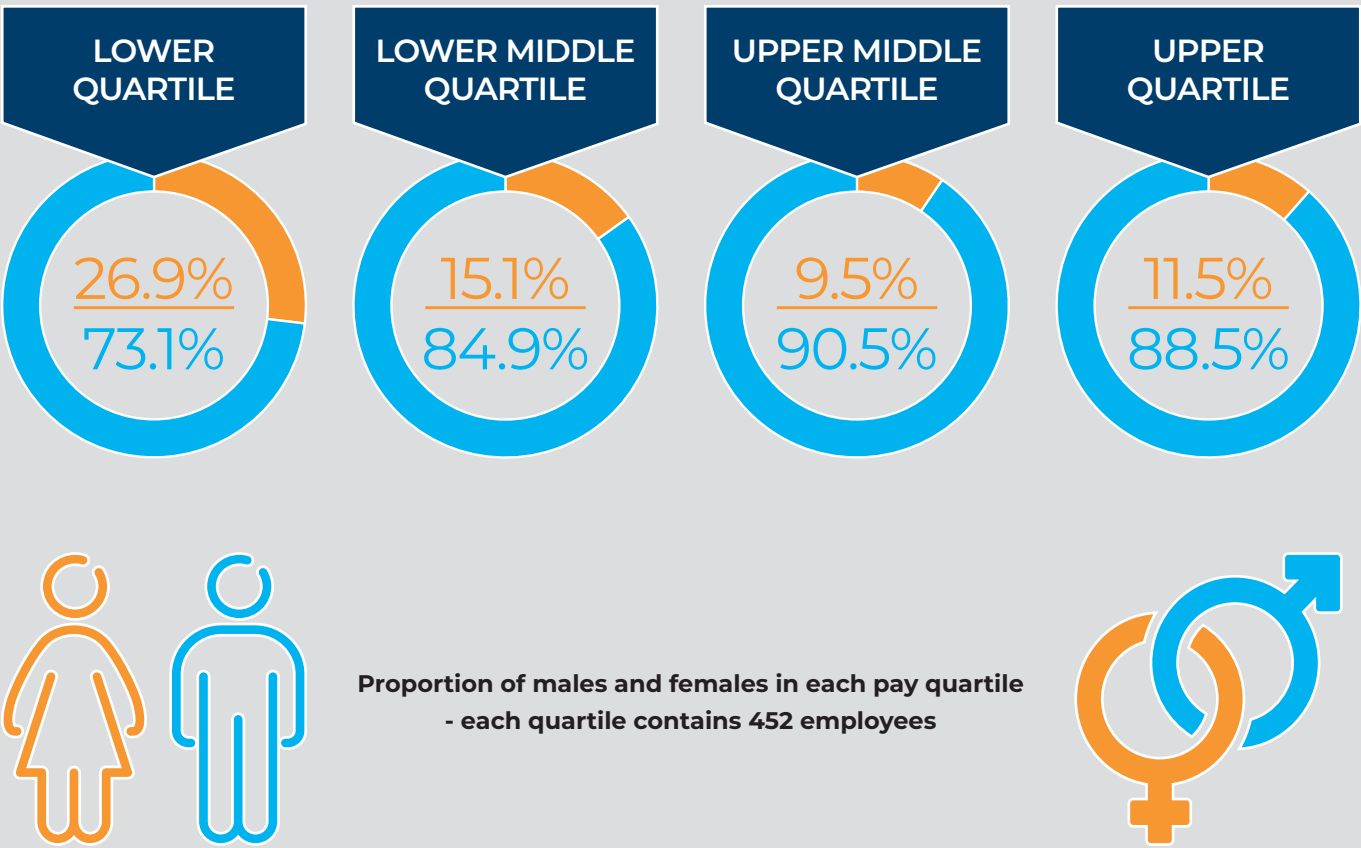 LOWER
QUARTILE
LOWER MIDDLE
QUARTILE
UPPER MIDDLE
QUARTILE
UPPER
QUARTILE
26.9%
73.1%
15.1%
84.9%
9.5%
90.5%
11.5%
88.5%
Proportion of males and females in each pay quartile
- each quartile contains 452 employees